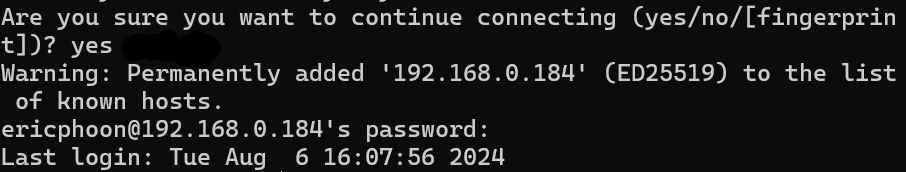 Are you sure you want to continue connecting (yes/no/[fingerprin
t])? yes
Warning: Permanently added '192.168.0.184' (ED25519) to the list
 of known hosts.
ericphoon@192.168.0.184's password:
Last login: Tue Aug  6 16:07:56 2024